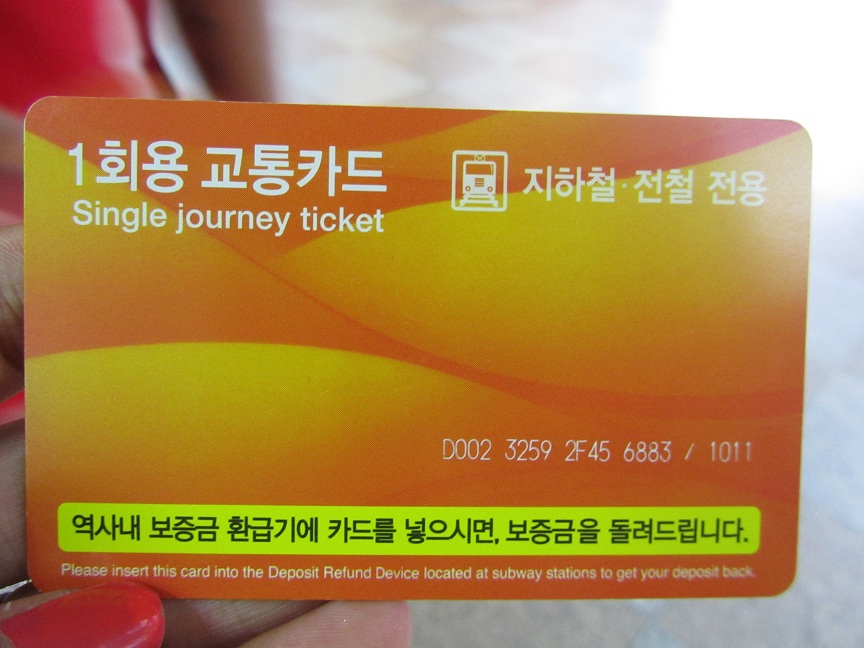 1회용 교통카드
Single journey ticket
지하철·전철 전용
D002 3259 2F45 6883 / 1011
역사내 보증금 환급기에 카드를 넣으시면, 보증금을 돌려드립니다.
Please insert this card into the Deposit Refund Device located at subway stations to get your deposit back.